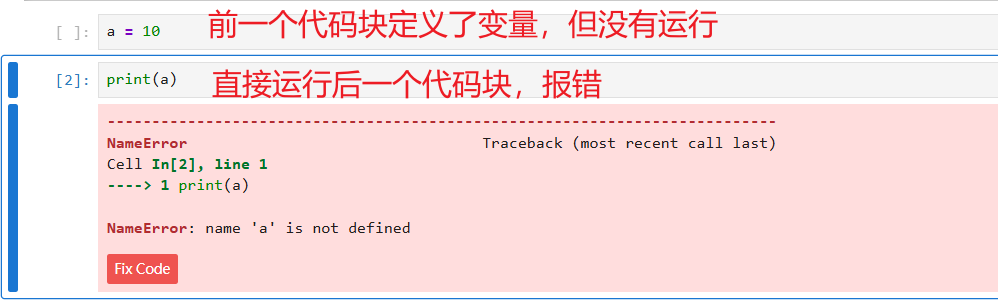 [ ]: a = 10 前一个代码块定义了变量，但没有运行
[2]: print(a) 直接运行后一个代码块，报错
---------------------------------------------------------------------------
NameError Traceback (most recent call last)
Cell In[2], line 1
----> 1 print(a)
NameError: name 'a' is not defined
Fix Code